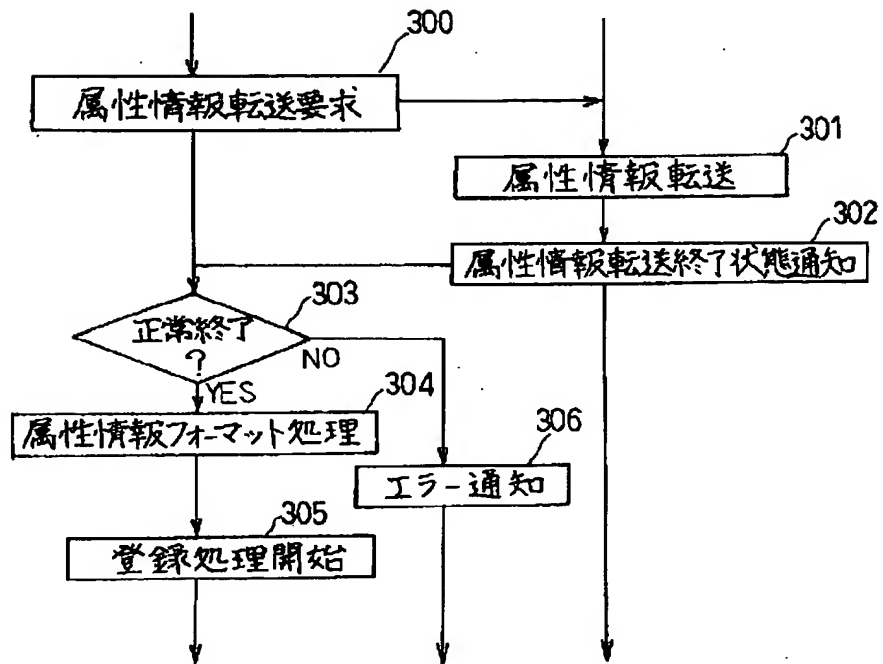 300
属性情報転送要求
301
属性情報転送
302
属性情報転送終了状態通知
303
正常終了
?
NO
YES
304
属性情報フォーマット処理
306
エラー通知
305
登録処理開始